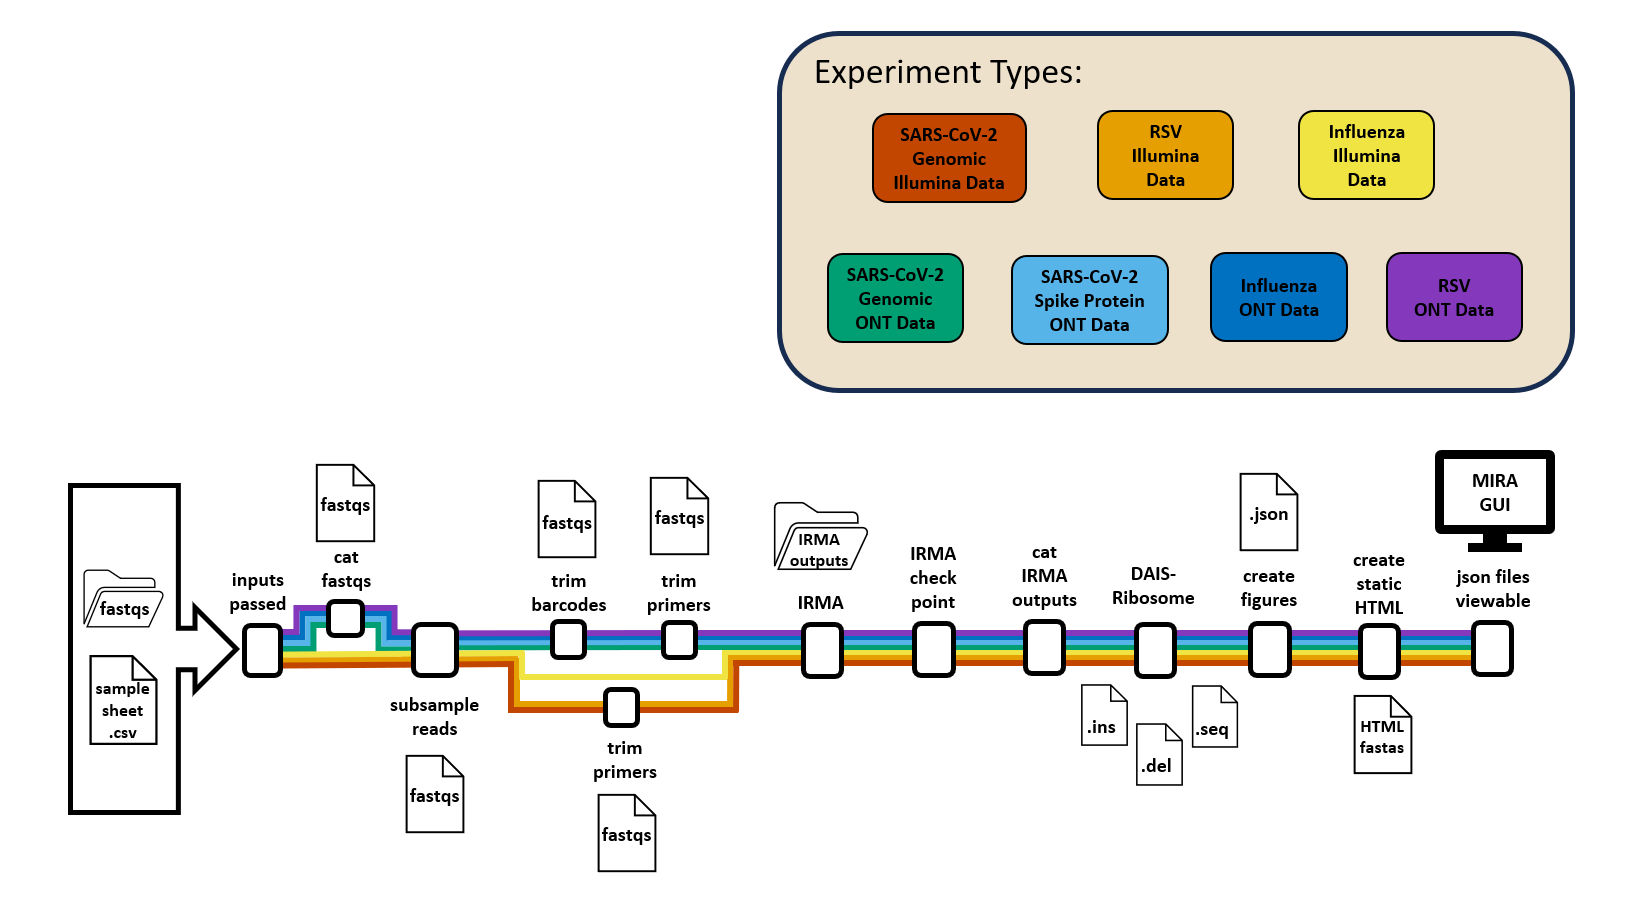 Experiment Types:
SARS-CoV-2
Genomic
Illumina Data
RSV
Illumina
Data
Influenza
Illumina
Data
SARS-CoV-2
Genomic
ONT Data
SARS-CoV-2
Spike Protein
ONT Data
Influenza
ONT Data
RSV
ONT Data
fastqs
sample
sheet
.csv
inputs
passed
fastqs
cat
fastqs
subsample
reads
fastqs
fastqs
trim
barcodes
fastqs
trim
primers
trim
primers
fastqs
IRMA
outputs
IRMA
IRMA
check
point
cat
IRMA
outputs
DAIS-
Ribosome
.ins
.del
.seq
.json
create
figures
create
static
HTML
HTML
fastas
MIRA
GUI
json files
viewable